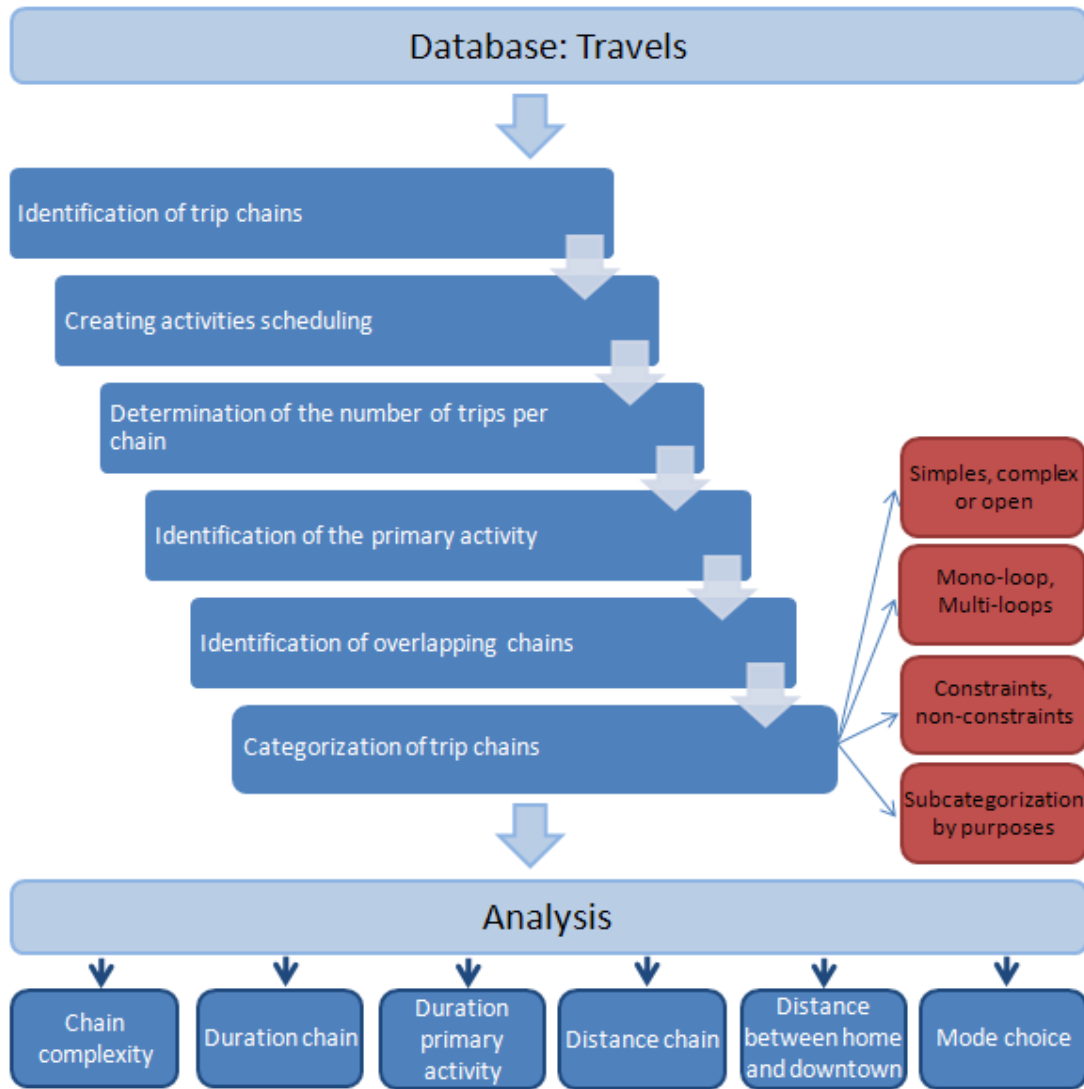 Database: Travels
Identification of trip chains
Creating activities scheduling
Determination of the number of trips per
chain
Identification of the primary activity
Identification of overlapping chains
Categorization of trip chains
Simples, complex
or open
Mono-loop,
Multi-loops
Constraints,
non-constraints
Subcategorization
by purposes
Analysis
Chain
complexity
Duration chain
Duration
primary
activity
Distance chain
Distance
between home
and downtown
Mode choice